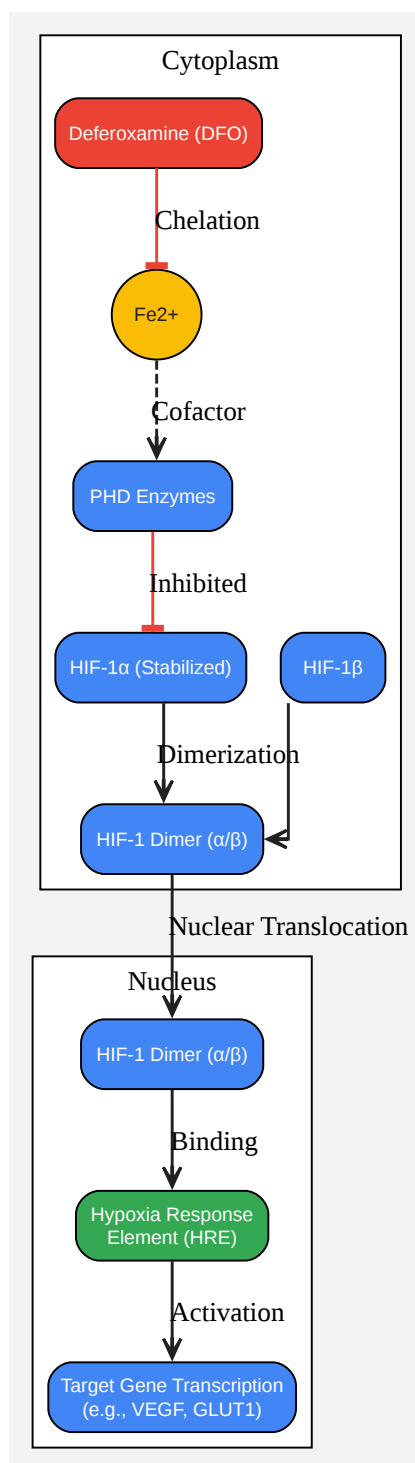 Cytoplasm
Deferoxamine (DFO)
Chelation
Fe2+
Cofactor
PHD Enzymes
Inhibited
HIF-1α (Stabilized)
HIF-1β
Dimerization
HIF-1 Dimer (α/β)
Nuclear Translocation
Nucleus
HIF-1 Dimer (α/β)
Binding
Hypoxia Response
Element (HRE)
Activation
Target Gene Transcription
(e.g., VEGF, GLUT1)